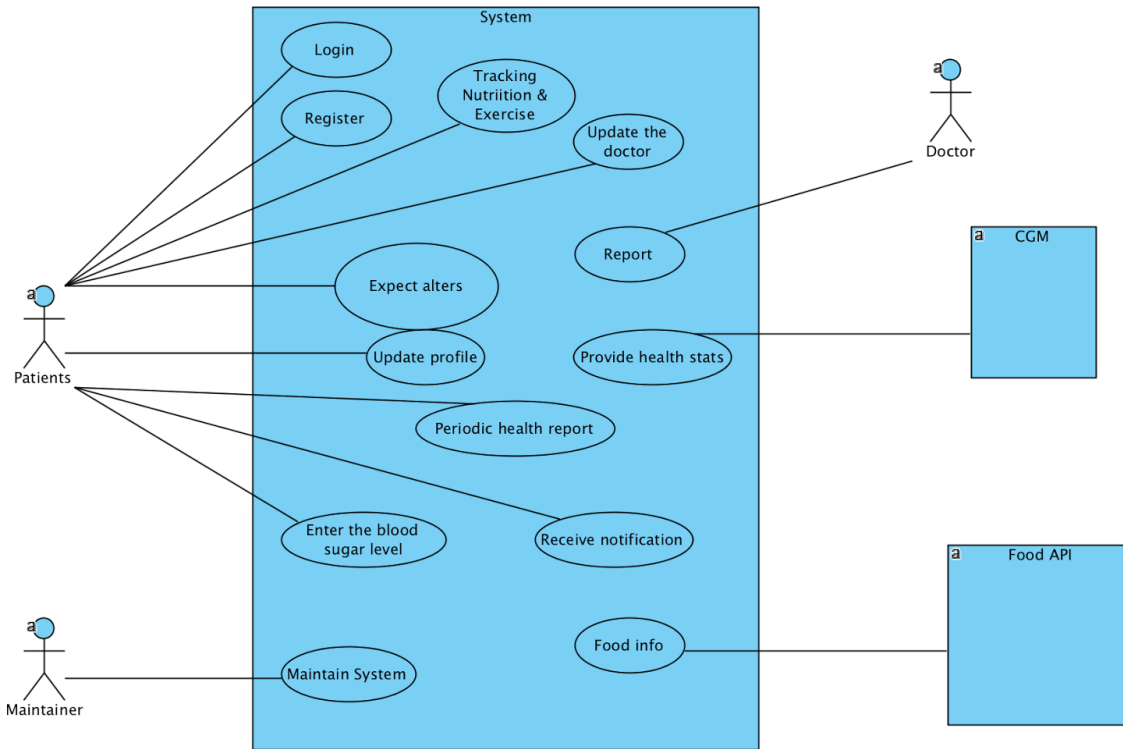 System
Login
Tracking
Nutriition &
Exercise
a
Register
Update the
doctor
Doctor
Report
a
CGM
Expect alters
a
Update profile
Provide health stats
Patients
Periodic health report
Enter the blood
sugar level
Receive notification
a
Food API
a
Food info
Maintain System
Maintainer